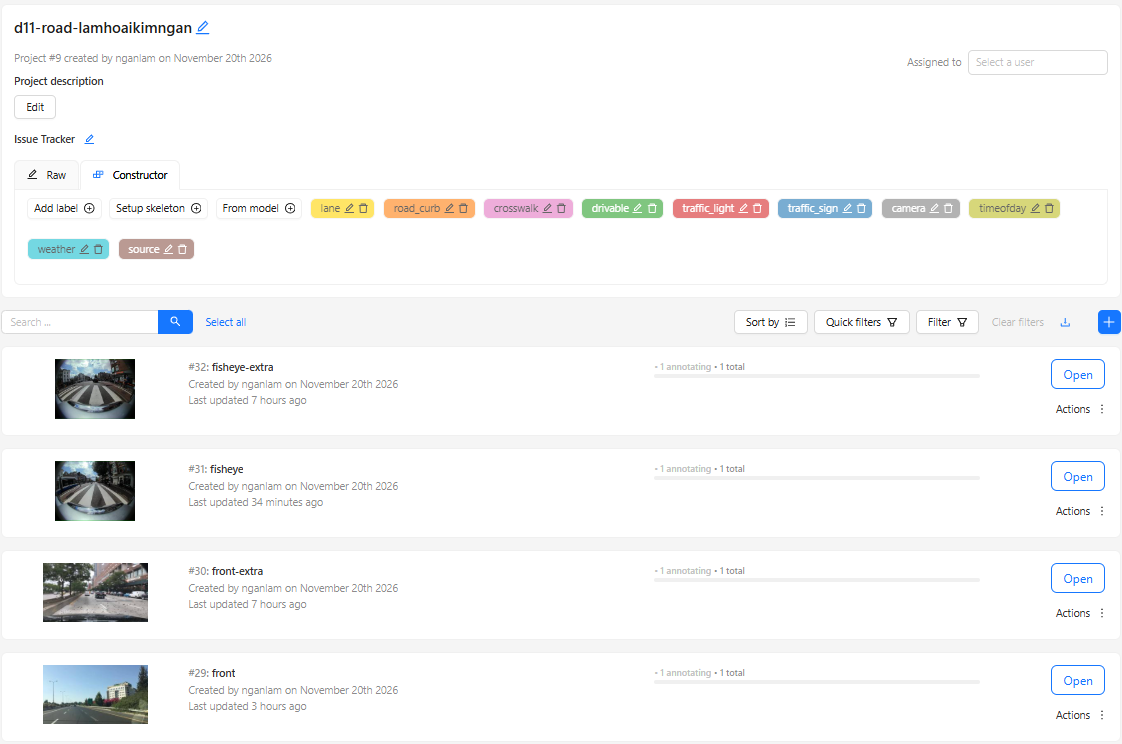 d11-road-lamhoaikimngan
Project #9 created by nganlam on November 20th 2026
Assigned to Select a user
Project description
Edit
Issue Tracker
Raw Constructor
Add label Setup skeleton From model lane road_curb crosswalk drivable traffic_light traffic_sign camera timeofday
weather source
Search ... Select all Sort by Quick filters Filter Clear filters
#32: fisheye-extra
Created by nganlam on November 20th 2026
Last updated 7 hours ago
• 1 annotating • 1 total
Open
Actions
#31: fisheye
Created by nganlam on November 20th 2026
Last updated 34 minutes ago
• 1 annotating • 1 total
Open
Actions
#30: front-extra
Created by nganlam on November 20th 2026
Last updated 7 hours ago
• 1 annotating • 1 total
Open
Actions
#29: front
Created by nganlam on November 20th 2026
Last updated 3 hours ago
• 1 annotating • 1 total
Open
Actions